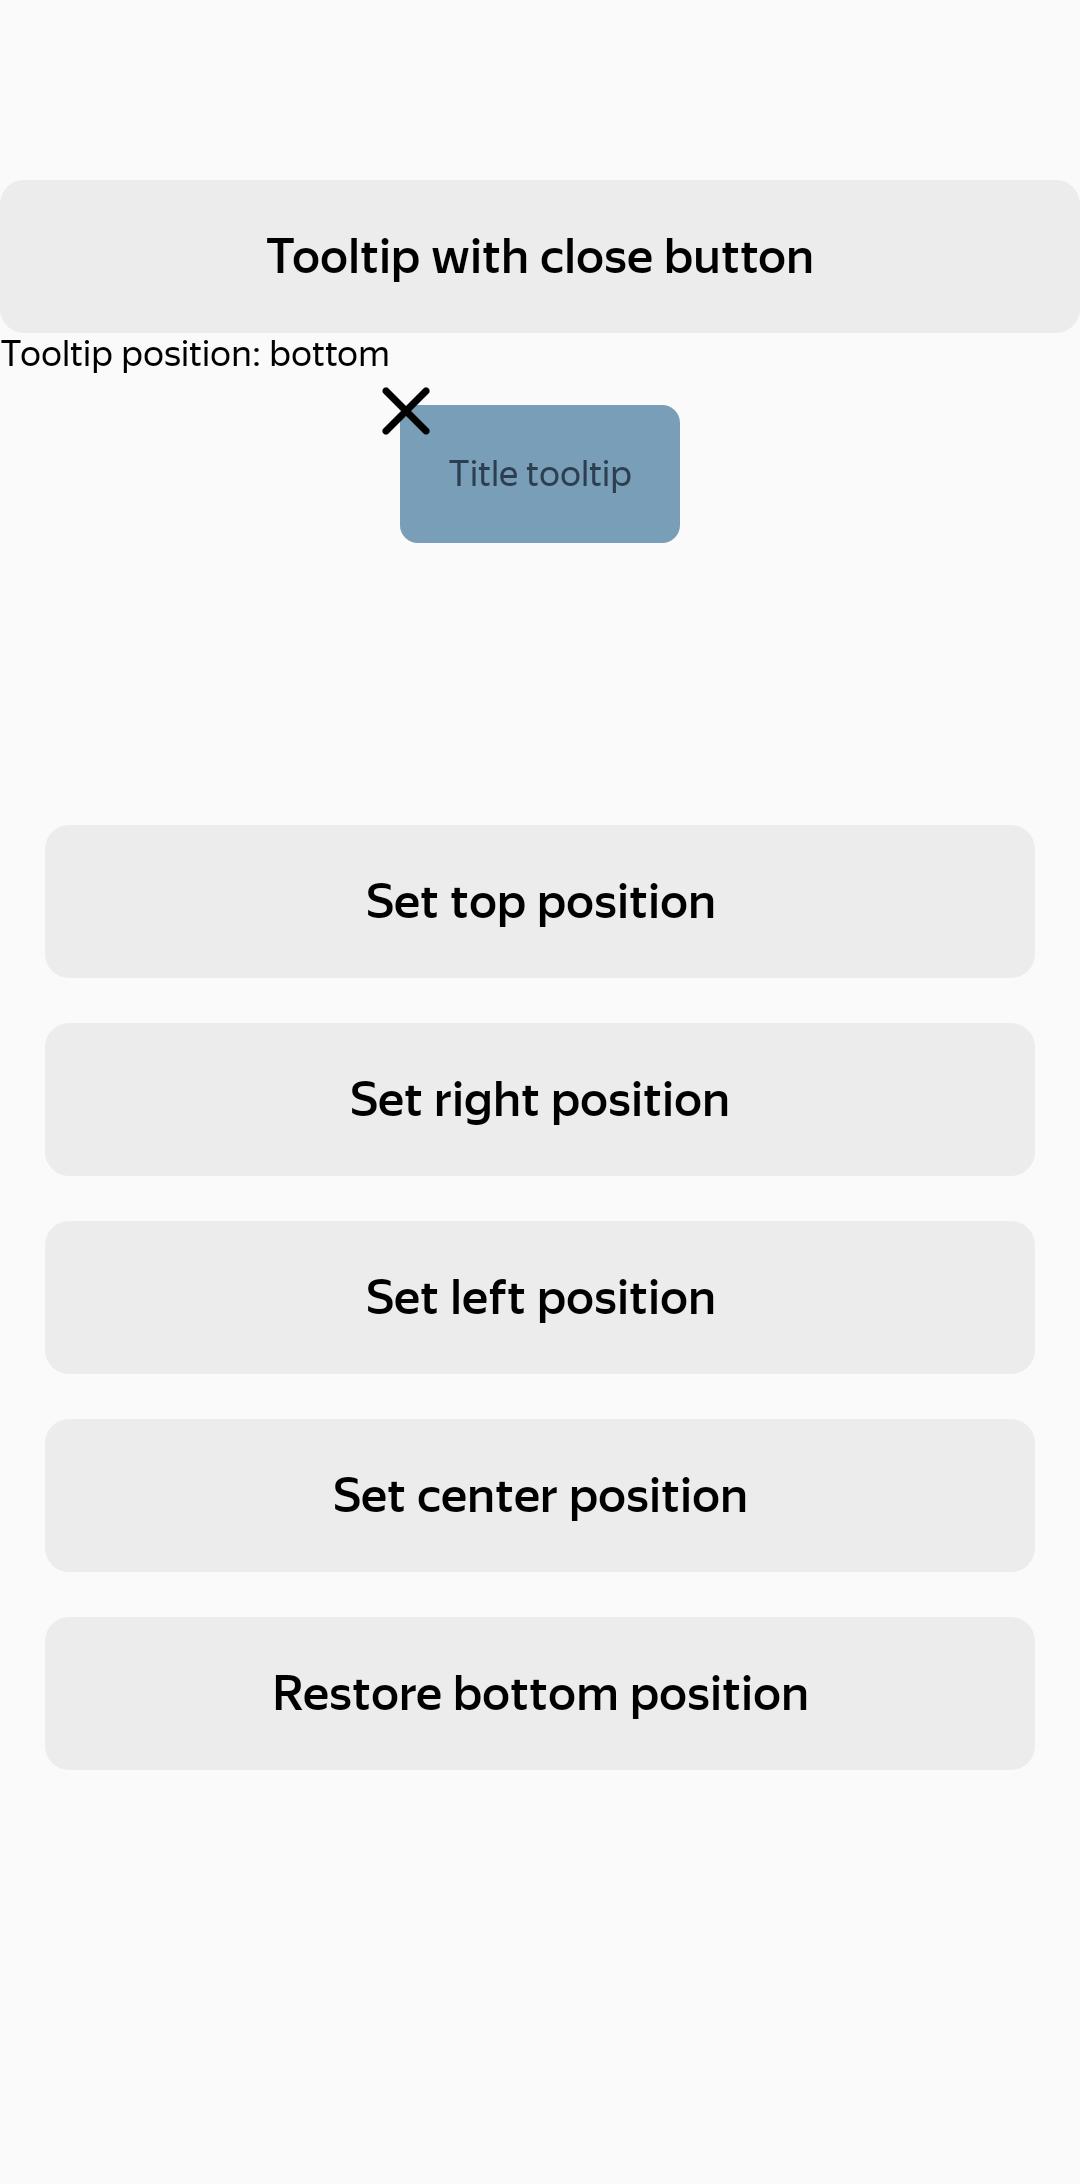 Tooltip with close button
Tooltip position: bottom
Title tooltip
Set top position
Set right position
Set left position
Set center position
Restore bottom position